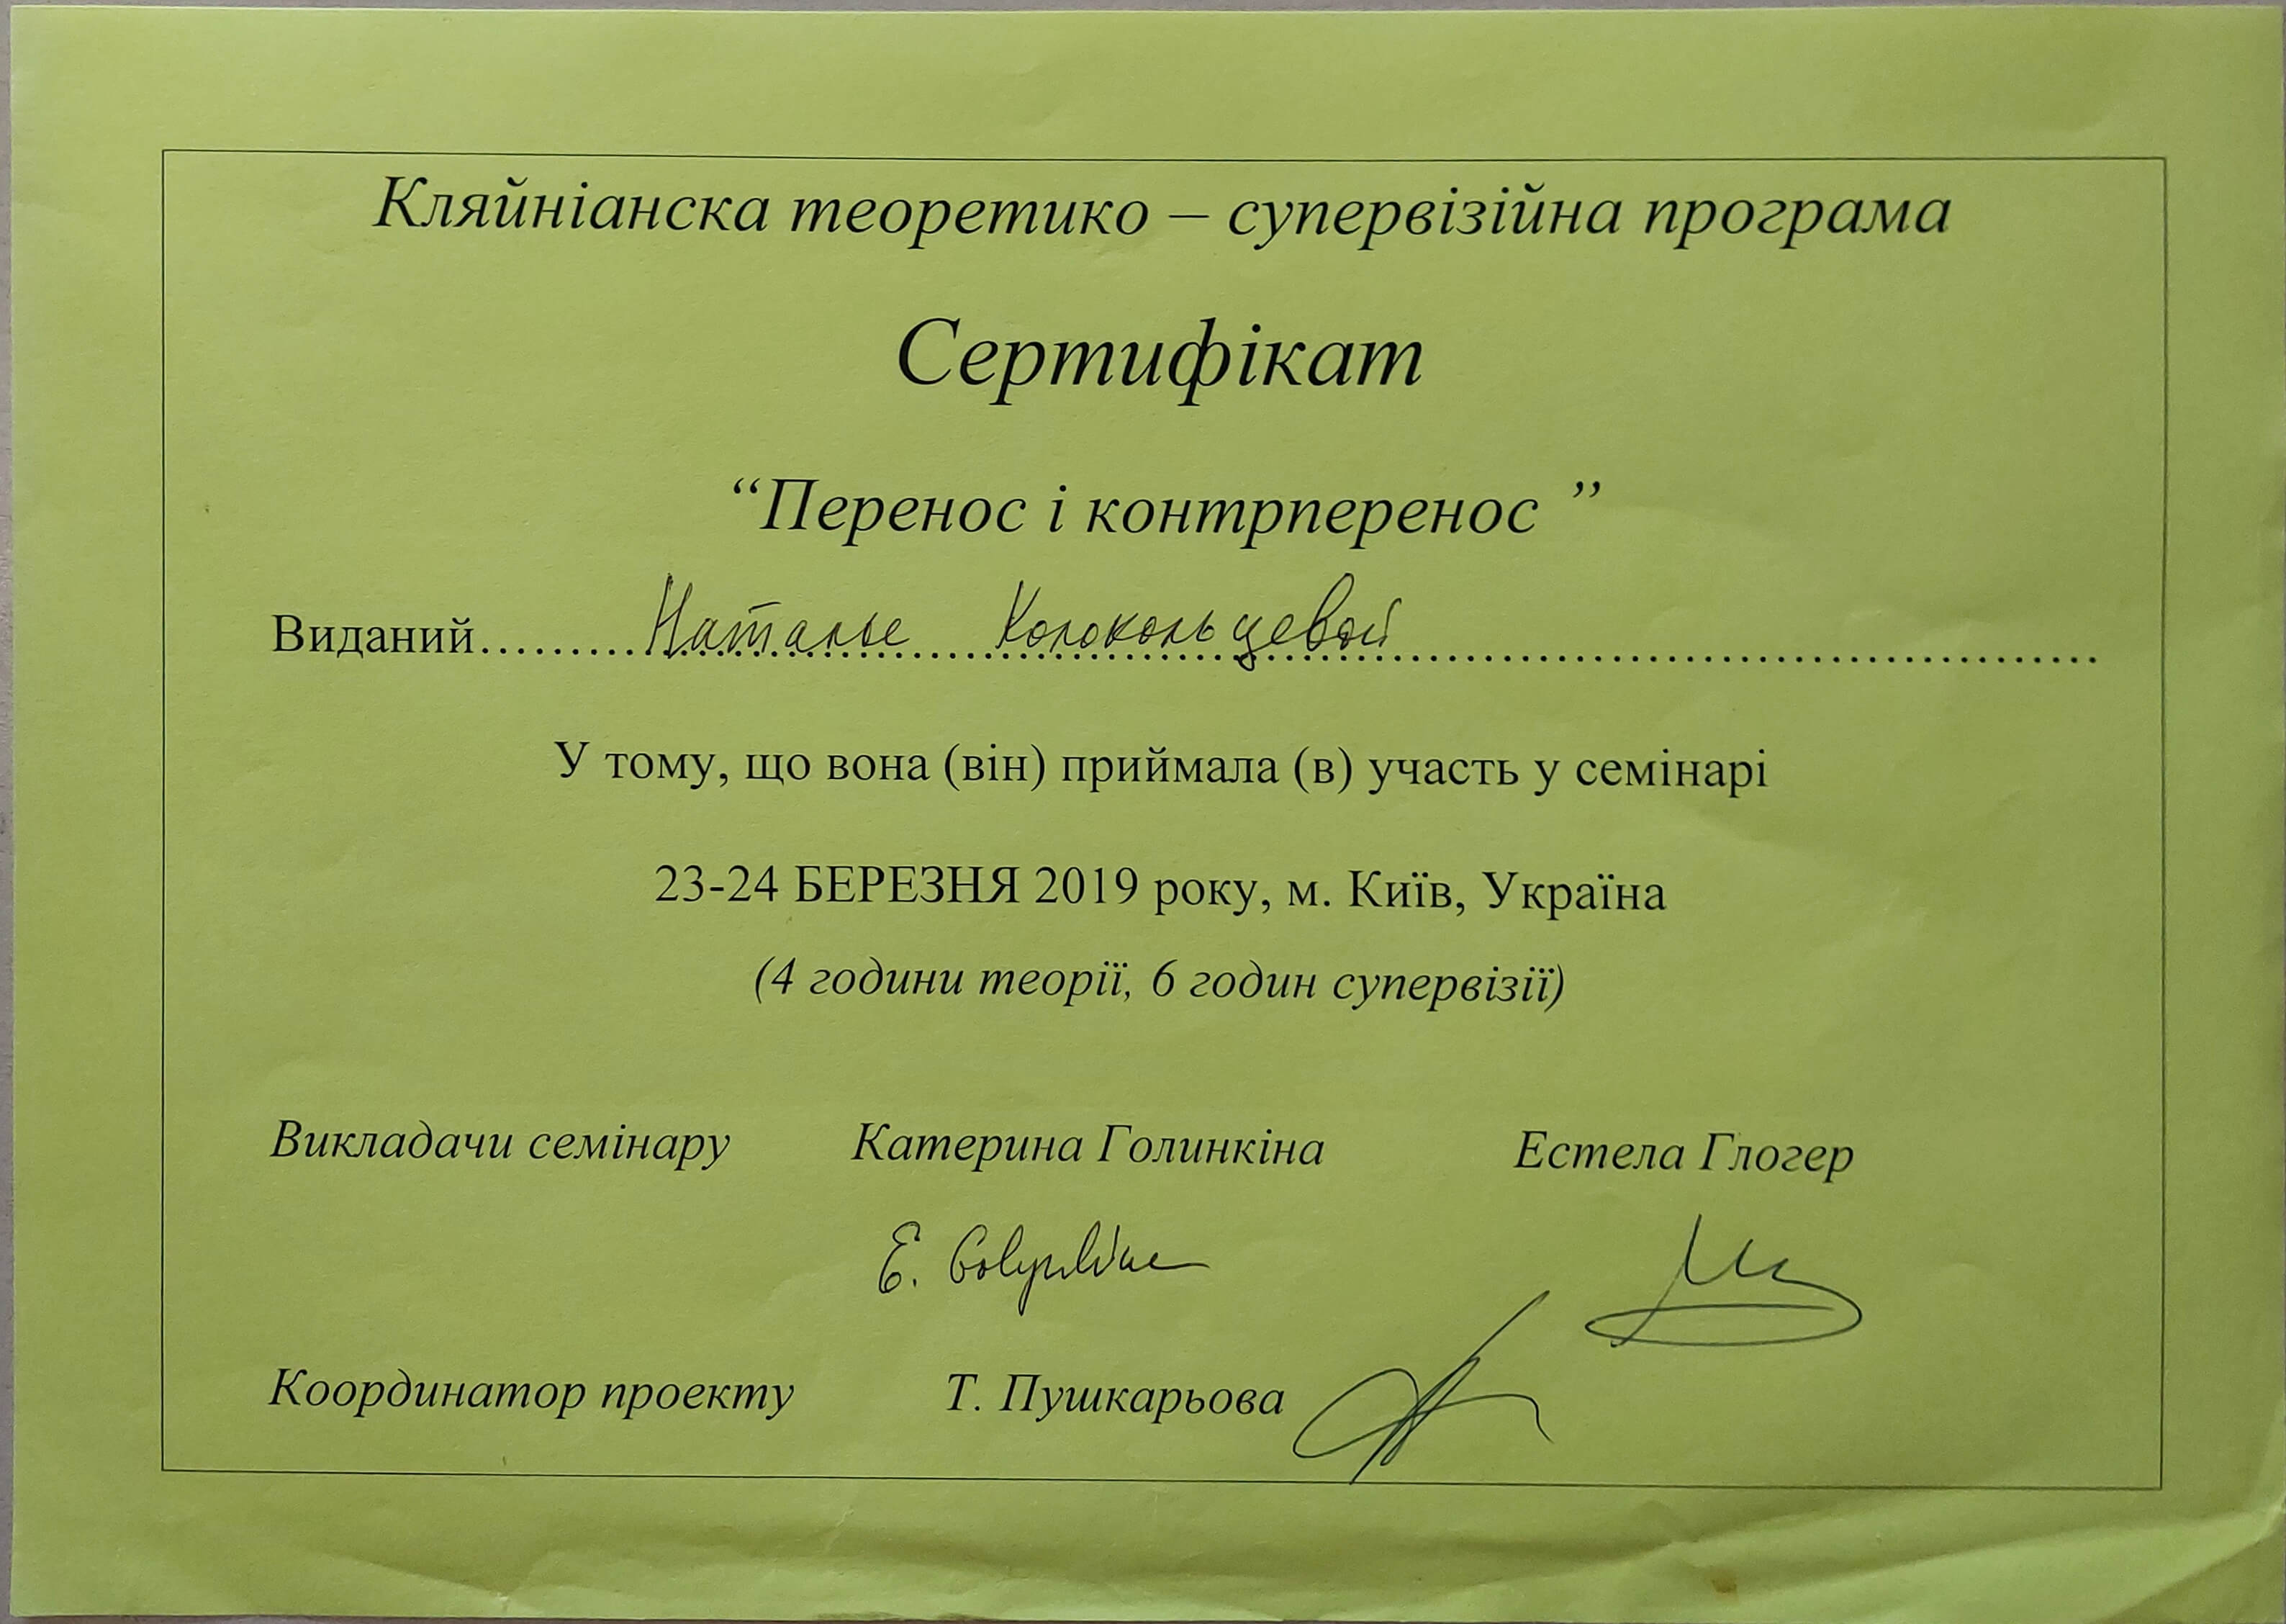 Кляйніанска теоретико – супервізійна програма
Сертифікат
“Перенос і контрперенос ”
Виданий.........Наталье Колокольцевой.........
У тому, що вона (він) приймала (в) участь у семінарі
23-24 БЕРЕЗНЯ 2019 року, м. Київ, Україна
(4 години теорії, 6 годин супервізії)
Викладачи семінару Катерина Голинкіна Естела Глогер
E. Golynkina
Координатор проекту Т. Пушкарьова